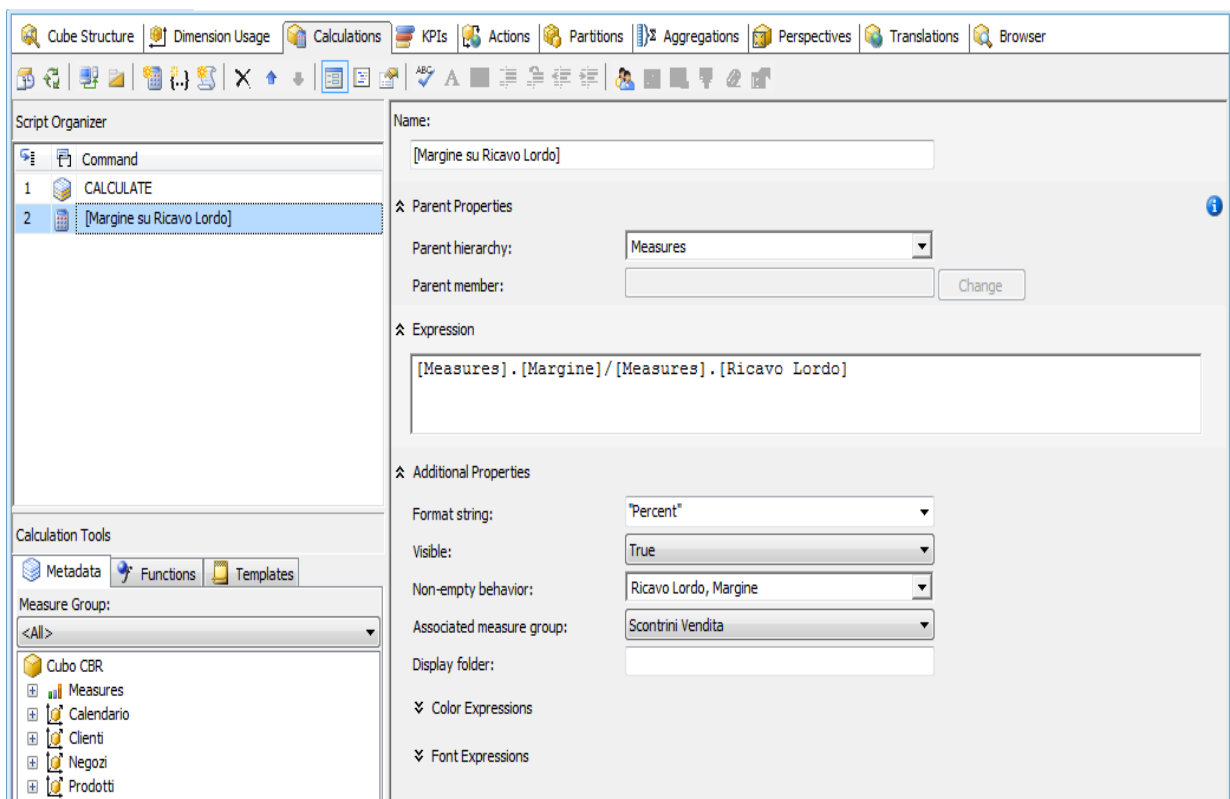 Cube Structure Dimension Usage Calculations KPIs Actions Partitions Aggregations Perspectives Translations Browser
ABC A
Script Organizer
Command
1 CALCULATE
2 [Margine su Ricavo Lordo]
Calculation Tools
Metadata Functions Templates
Measure Group:
<All>
Cubo CBR
Measures
Calendario
Clienti
Negozi
Prodotti
Name:
[Margine su Ricavo Lordo]
Parent Properties
Parent hierarchy: Measures
Parent member: Change
Expression
[Measures].[Margine]/[Measures].[Ricavo Lordo]
Additional Properties
Format string: "Percent"
Visible: True
Non-empty behavior: Ricavo Lordo, Margine
Associated measure group: Scontrini Vendita
Display folder:
Color Expressions
Font Expressions